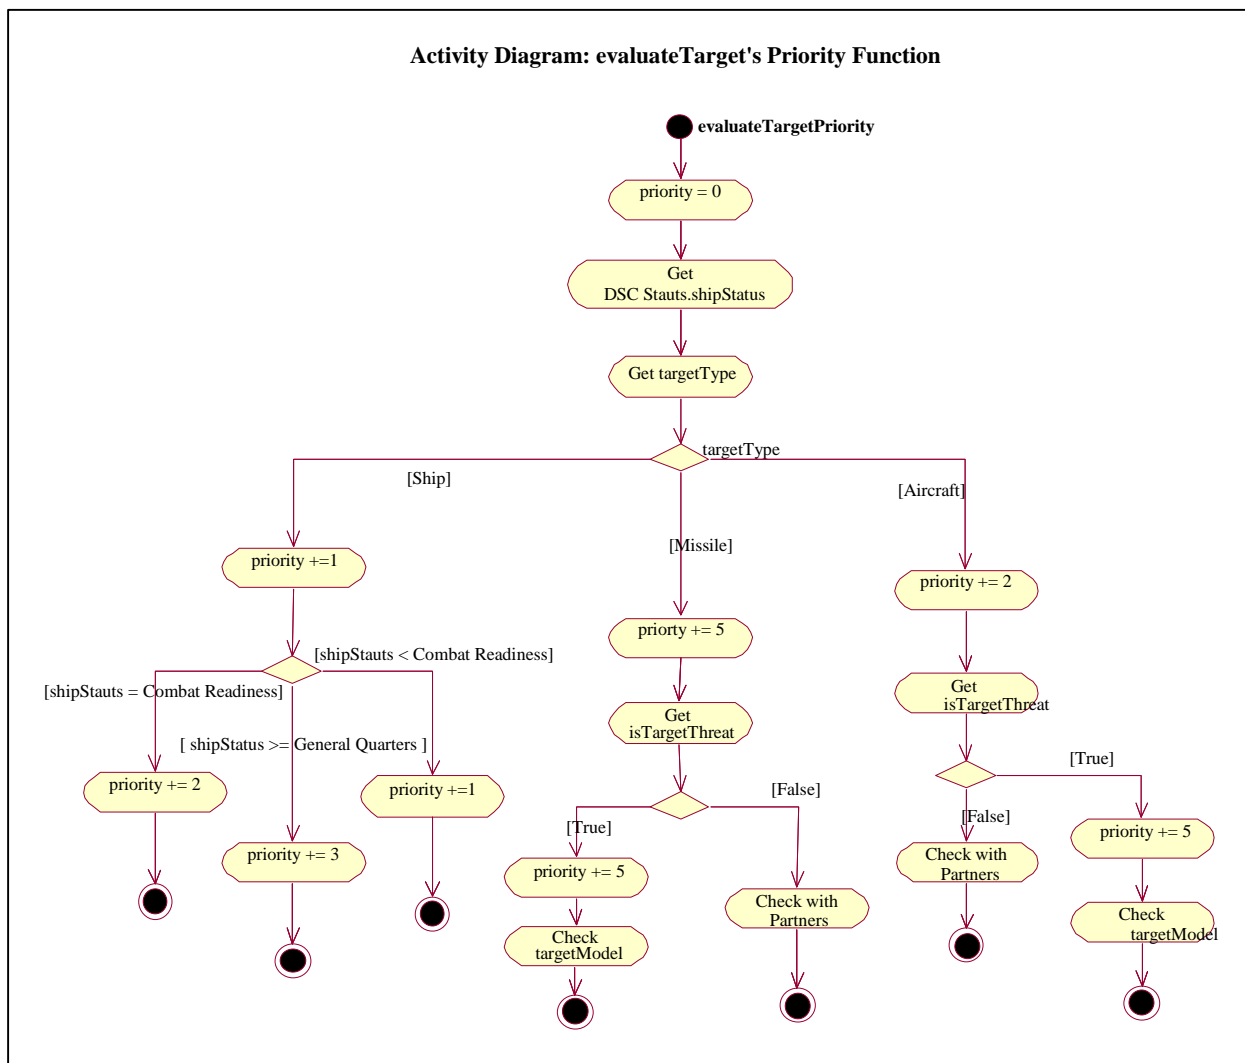 Activity Diagram: evaluateTarget's Priority Function
evaluateTargetPriority
priority = 0
Get
DSC Stauts.shipStatus
Get targetType
targetType
[Ship]
[Missile]
[Aircraft]
priority +=1
[shipStauts < Combat Readiness]
[shipStauts = Combat Readiness]
[ shipStatus >= General Quarters ]
priority += 2
priority += 3
priority +=1
priorty += 5
Get
isTargetThreat
[True]
[False]
priority += 5
Check
targetModel
Check with
Partners
priority += 2
Get
isTargetThreat
[True]
[False]
Check with
Partners
priority += 5
Check
targetModel